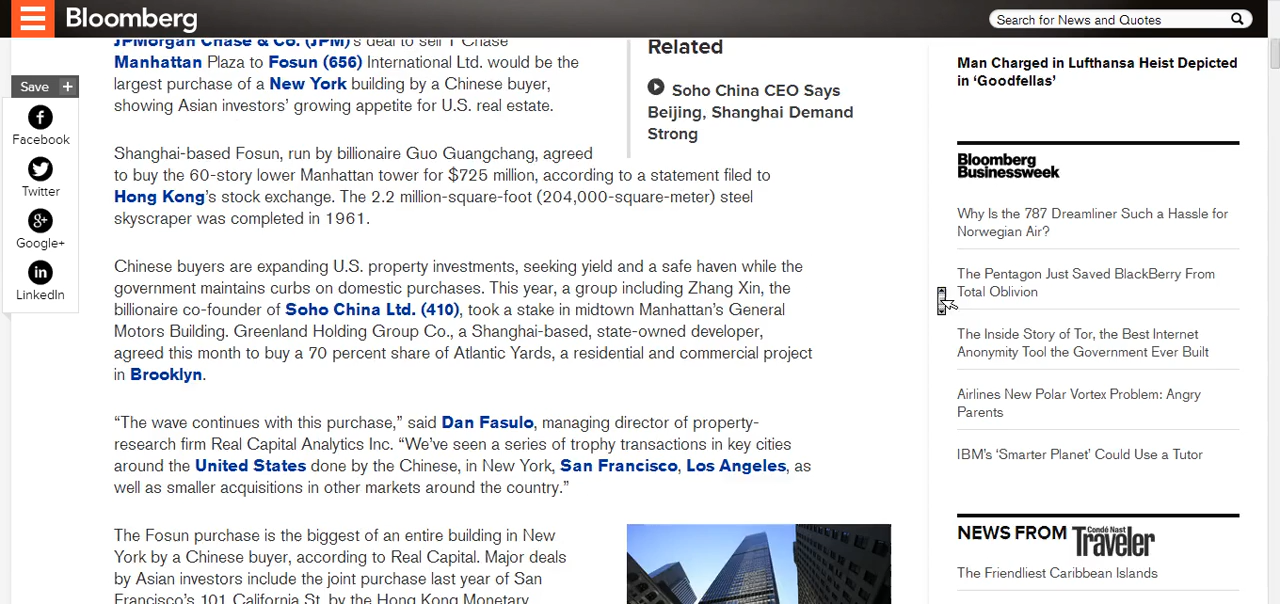 Bloomberg
Search for News and Quotes
Save +
Facebook
Twitter
Google+
LinkedIn
JPMorgan Chase & Co. (JPM)'s deal to sell 1 Chase
Manhattan Plaza to Fosun (656) International Ltd. would be the
largest purchase of a New York building by a Chinese buyer,
showing Asian investors' growing appetite for U.S. real estate.
Related
Soho China CEO Says
Beijing, Shanghai Demand
Strong
Shanghai-based Fosun, run by billionaire Guo Guangchang, agreed
to buy the 60-story lower Manhattan tower for $725 million, according to a statement filed to
Hong Kong's stock exchange. The 2.2 million-square-foot (204,000-square-meter) steel
skyscraper was completed in 1961.
Chinese buyers are expanding U.S. property investments, seeking yield and a safe haven while the
government maintains curbs on domestic purchases. This year, a group including Zhang Xin, the
billionaire co-founder of Soho China Ltd. (410), took a stake in midtown Manhattan's General
Motors Building. Greenland Holding Group Co., a Shanghai-based, state-owned developer,
agreed this month to buy a 70 percent share of Atlantic Yards, a residential and commercial project
in Brooklyn.
“The wave continues with this purchase,” said Dan Fasulo, managing director of property-
research firm Real Capital Analytics Inc. “We've seen a series of trophy transactions in key cities
around the United States done by the Chinese, in New York, San Francisco, Los Angeles, as
well as smaller acquisitions in other markets around the country.”
The Fosun purchase is the biggest of an entire building in New
York by a Chinese buyer, according to Real Capital. Major deals
by Asian investors include the joint purchase last year of San
Francisco's 101 California St. by the Hong Kong Monetary
Man Charged in Lufthansa Heist Depicted
in ‘Goodfellas’
Bloomberg
Businessweek
Why Is the 787 Dreamliner Such a Hassle for
Norwegian Air?
The Pentagon Just Saved BlackBerry From
Total Oblivion
The Inside Story of Tor, the Best Internet
Anonymity Tool the Government Ever Built
Airlines New Polar Vortex Problem: Angry
Parents
IBM's ‘Smarter Planet’ Could Use a Tutor
NEWS FROM Condé Nast Traveler
The Friendliest Caribbean Islands